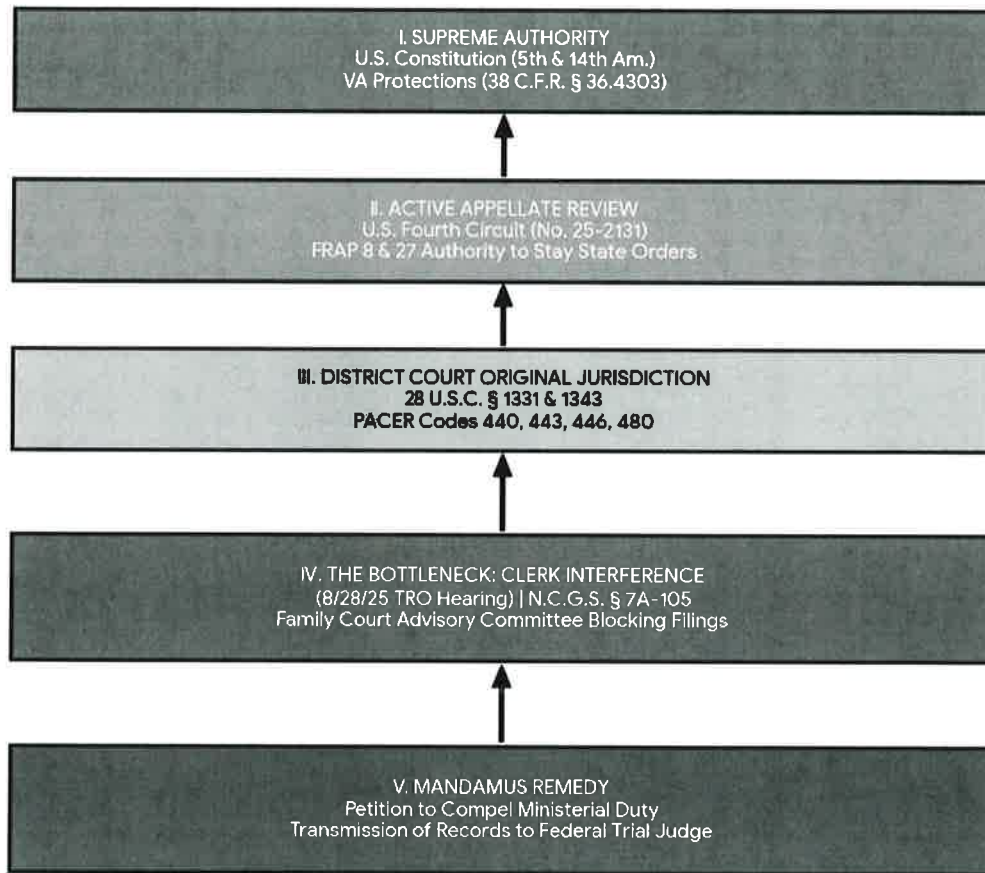 I. SUPREME AUTHORITY
U.S. Constitution (5th & 14th Am.)
VA Protections (38 C.F.R. § 36.4303)
II. ACTIVE APPELLATE REVIEW
U.S. Fourth Circuit (No. 25-2131)
FRAP 8 & 27 Authority to Stay State Orders
III. DISTRICT COURT ORIGINAL JURISDICTION
28 U.S.C. § 1331 & 1343
PACER Codes 440, 443, 446, 480
IV. THE BOTTLENECK: CLERK INTERFERENCE
(8/28/25 TRO Hearing) | N.C.G.S. § 7A-105
Family Court Advisory Committee Blocking Filings
V. MANDAMUS REMEDY
Petition to Compel Ministerial Duty
Transmission of Records to Federal Trial Judge